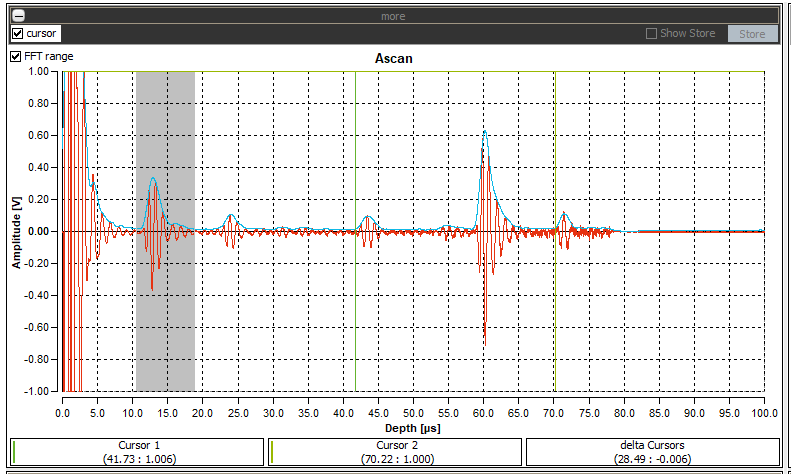 more
cursor
Show Store
Store
FFT range
Ascan
1.00
0.80
0.60
0.40
0.20
0.00
-0.20
-0.40
-0.60
-0.80
-1.00
Amplitude [V]
0.0 5.0 10.0 15.0 20.0 25.0 30.0 35.0 40.0 45.0 50.0 55.0 60.0 65.0 70.0 75.0 80.0 85.0 90.0 95.0 100.0
Depth [µs]
Cursor 1
(41.73 : 1.006)
Cursor 2
(70.22 : 1.000)
delta Cursors
(28.49 : -0.006)